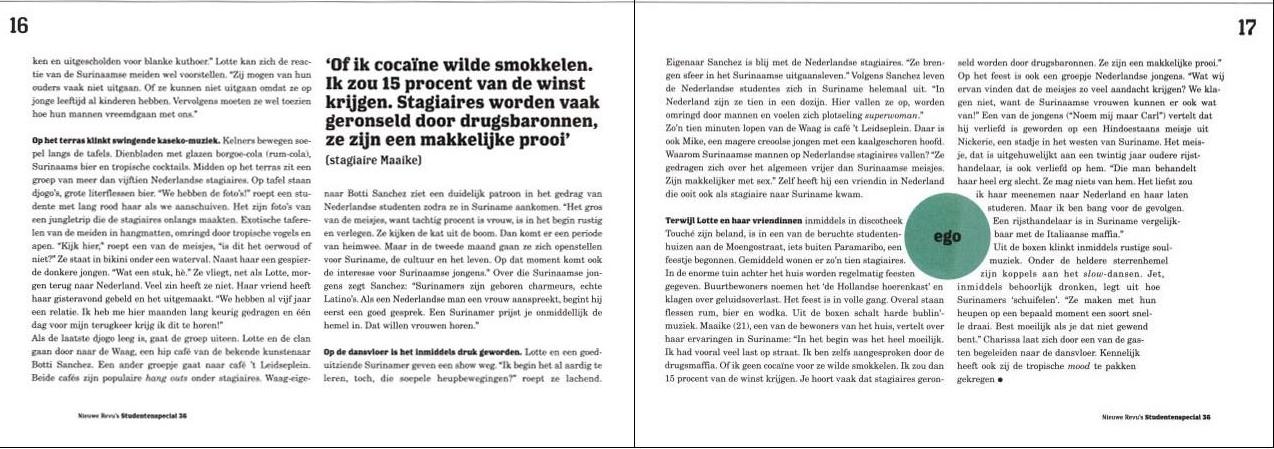 16
ken en uitgescholden voor blanke kuthoer." Lotte kan zich de reac-
tie van de Surinaamse meiden wel voorstellen. "Zij mogen van hun
ouders vaak niet uitgaan. Of ze kunnen niet uitgaan omdat ze op
jonge leeftijd al kinderen hebben. Vervolgens moeten ze wel toezien
hoe hun mannen vreemdgaan met ons."
Op het terras klinkt swingende kaseko-muziek. Kelners bewegen soe-
pel langs de tafels. Dienbladen met glazen borgoe-cola (rum-cola),
Surinaams bier en tropische cocktails. Midden op het terras zit een
groep van meer dan vijftien Nederlandse stagiaires. Op tafel staan
djogo's, grote literflessen bier. "We hebben de foto's!" roept een stu-
dente met lang rood haar als we aanschuiven. Het zijn foto's van
een jungletrip die de stagiaires onlangs maakten. Exotische tafere-
len van de meiden in hangmatten, omringd door tropische vogels en
apen. "Kijk hier," roept een van de meisjes, "is dit het oerwoud of
niet?" Ze staat in bikini onder een waterval. Naast haar een gespier-
de donkere jongen. "Wat een stuk, hè." Ze vliegt, net als Lotte, mor-
gen terug naar Nederland. Veel zin heeft ze niet. Haar vriend heeft
haar gisteravond gebeld en het uitgemaakt. "We hebben al vijf jaar
een relatie. Ik heb me hier maanden lang keurig gedragen en één
dag voor mijn terugkeer krijg ik dit te horen!"
Als de laatste djogo leeg is, gaat de groep uiteen. Lotte en de clan
gaan door naar de Waag, een hip café van de bekende kunstenaar
Botti Sanchez. Een ander groepje gaat naar café 't Leidseplein.
Beide cafés zijn populaire hang outs onder stagiaires. Waag-eige-
'Of ik cocaïne wilde smokkelen.
Ik zou 15 procent van de winst
krijgen. Stagiaires worden vaak
geronseld door drugsbaronnen,
ze zijn een makkelijke prooi'
(stagiaire Maaike)
naar Botti Sanchez ziet een duidelijk patroon in het gedrag van
Nederlandse studenten zodra ze in Suriname aankomen. "Het gros
van de meisjes, want tachtig procent is vrouw, is in het begin rustig
en verlegen. Ze kijken de kat uit de boom. Dan komt er een periode
van heimwee. Maar in de tweede maand gaan ze zich openstellen
voor Suriname, de cultuur en het leven. Op dat moment komt ook
de interesse voor Surinaamse jongens." Over die Surinaamse jon-
gens zegt Sanchez: "Surinamers zijn geboren charmeurs, echte
Latino's. Als een Nederlandse man een vrouw aanspreekt, begint hij
eerst een goed gesprek. Een Surinamer prijst je onmiddellijk de
hemel in. Dat willen vrouwen horen."
Op de dansvloer is het inmiddels druk geworden. Lotte en een goed-
uitziende Surinamer geven een show weg. "Ik begin het al aardig te
leren, toch, die soepele heupbewegingen?" roept ze lachend.
Nieuwe Revu's Studentenspecial 36
17
Eigenaar Sanchez is blij met de Nederlandse stagiaires. "Ze bren-
gen sfeer in het Surinaamse uitgaansleven." Volgens Sanchez leven
de Nederlandse studentes zich in Suriname helemaal uit. "In
Nederland zijn ze tien in een dozijn. Hier vallen ze op, worden
omringd door mannen en voelen zich plotseling superwoman."
Zo'n tien minuten lopen van de Waag is café 't Leidseplein. Daar is
ook Mike, een magere creoolse jongen met een kaalgeschoren hoofd.
Waarom Surinaamse mannen op Nederlandse stagiaires vallen? "Ze
gedragen zich over het algemeen vrijer dan Surinaamse meisjes.
Zijn makkelijker met sex." Zelf heeft hij een vriendin in Nederland
die ooit ook als stagiaire naar Suriname kwam.
Terwijl Lotte en haar vriendinnen inmiddels in discotheek
Touché zijn beland, is in een van de beruchte studenten-
huizen aan de Moengostraat, iets buiten Paramaribo, een
feestje begonnen. Gemiddeld wonen er zo'n tien stagiaires.
In de enorme tuin achter het huis worden regelmatig feesten
gegeven. Buurtbewoners noemen het 'de Hollandse hoerenkast' en
klagen over geluidsoverlast. Het feest is in volle gang. Overal staan
flessen rum, bier en wodka. Uit de boxen schalt harde bublin'-
muziek. Maaike (21), een van de bewoners van het huis, vertelt over
haar ervaringen in Suriname: "In het begin was het heel moeilijk.
Ik had vooral veel last op straat. Ik ben zelfs aangesproken door de
drugsmaffia. Of ik geen cocaïne voor ze wilde smokkelen. Ik zou dan
15 procent van de winst krijgen. Je hoort vaak dat stagiaires geron-
seld worden door drugsbaronnen. Ze zijn een makkelijke prooi."
Op het feest is ook een groepje Nederlandse jongens. "Wat wij
ervan vinden dat de meisjes zo veel aandacht krijgen? We kla-
gen niet, want de Surinaamse vrouwen kunnen er ook wat
van!" Een van de jongens ("Noem mij maar Carl") vertelt dat
hij verliefd is geworden op een Hindoestaans meisje uit
Nickerie, een stadje in het westen van Suriname. Het meis-
je, dat is uitgehuwelijkt aan een twintig jaar oudere rijst-
handelaar, is ook verliefd op hem. "Die man behandelt
haar heel erg slecht. Ze mag niets van hem. Het liefst zou
ik haar meenemen naar Nederland en haar laten
studeren. Maar ik ben bang voor de gevolgen.
Een rijsthandelaar is in Suriname vergelijk-
baar met de Italiaanse maffia."
Uit de boxen klinkt inmiddels rustige soul-
muziek. Onder de heldere sterrenhemel
zijn koppels aan het slow-dansen. Jet,
inmiddels behoorlijk dronken, legt uit hoe
Surinamers 'schuifelen'. "Ze maken met hun
heupen op een bepaald moment een soort snel-
le draai. Best moeilijk als je dat niet gewend
bent." Charissa laat zich door een van de gas-
ten begeleiden naar de dansvloer. Kennelijk
heeft ook zij de tropische mood te pakken
gekregen ●
ego
Nieuwe Revu's Studentenspecial 36